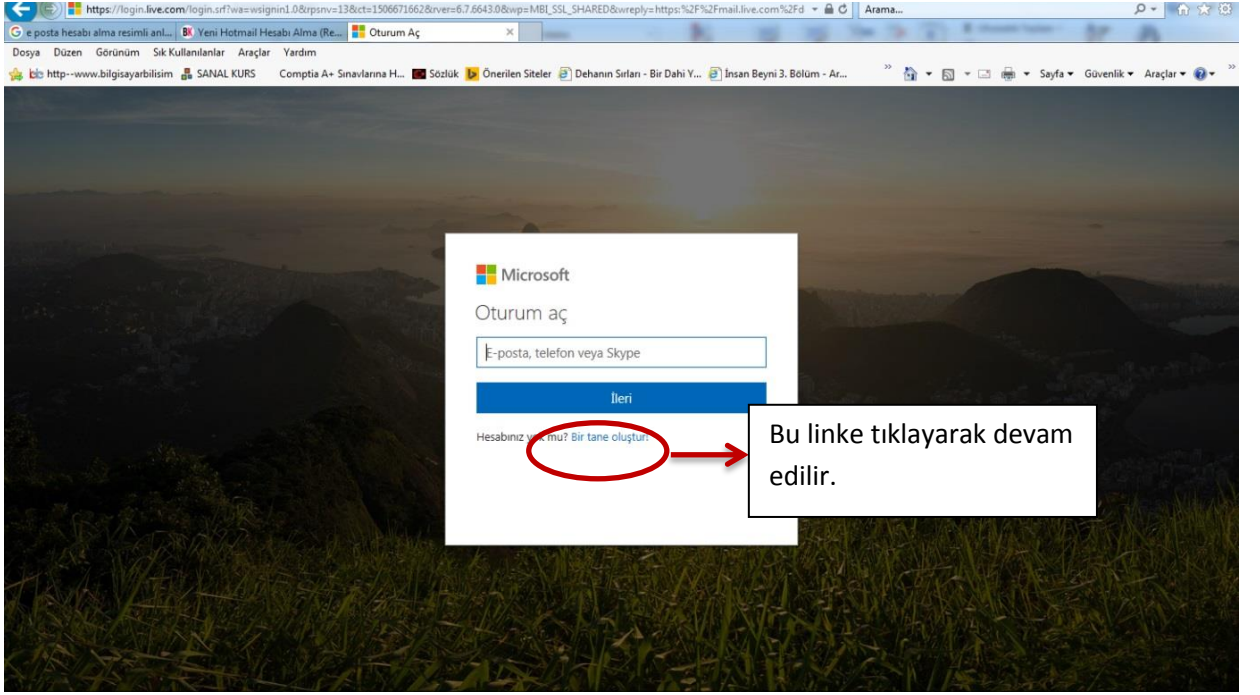 https://login.live.com/login.srf?wa=wsignin1.0&rpsnv=13&ct=1506671662&rver=6.7.6643.0&wp=MBI_SSL_SHARED&wreply=https:%2F%2Fmail.live.com%2Fd
Arama...
e posta hesabı alma resimli anl...
Yeni Hotmail Hesabı Alma (Re...
Oturum Aç
Dosya Düzen Görünüm Sık Kullanılanlar Araçlar Yardım
http--www.bilgisayarbilisim SANAL KURS Comptia A+ Sınavlarına H... Sözlük Önerilen Siteler Dehanın Sırları - Bir Dahi Y... İnsan Beyni 3. Bölüm - Ar... Sayfa Güvenlik Araçlar
Microsoft
Oturum aç
E-posta, telefon veya Skype
İleri
Hesabınız yok mu? Bir tane oluştur!
Bu linke tıklayarak devam
edilir.